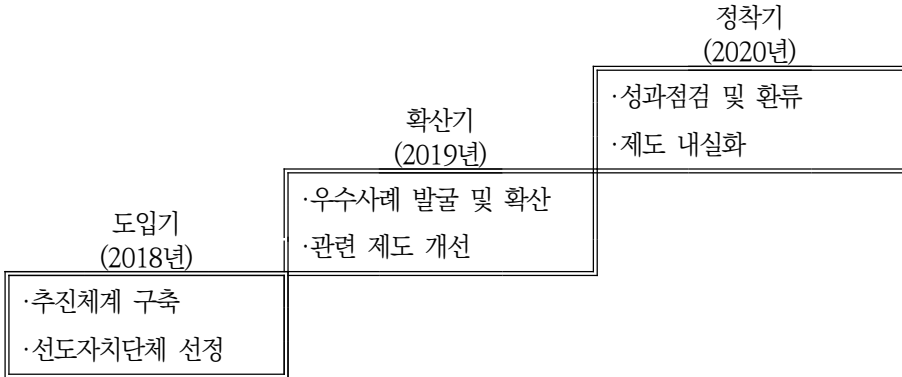 정착기
(2020년)
·성과점검 및 환류
·제도 내실화
확산기
(2019년)
·우수사례 발굴 및 확산
·관련 제도 개선
도입기
(2018년)
·추진체계 구축
·선도자치단체 선정